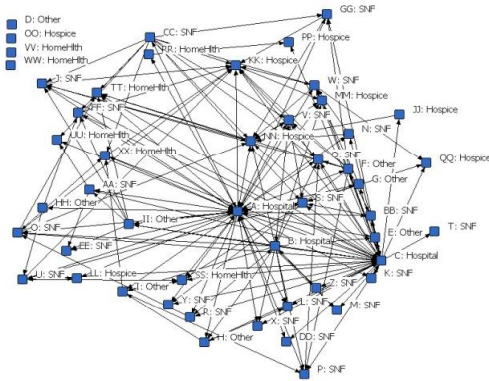 D: Other
OO: Hospice
VV: HomeHlth
WW: HomeHlth
GG: SNF
CC: SNF
PP: Hospice
RR: HomeHlth
KK: Hospice
J: SNF
TT: HomeHlth
W: SNF
MM: Hospice
FF: SNF
V: SNF
JJ: Hospice
UU: HomeHlth
NN: Hospice
N: SNF
XX: HomeHlth
Q: SNF
F: Other
QQ: Hospice
G: Other
AA: SNF
S: SNF
HH: Other
A: Hospital
BB: SNF
II: Other
O: SNF
E: Other
T: SNF
EE: SNF
B: Hospital
C: Hospital
U: SNF
LL: Hospice
SS: HomeHlth
K: SNF
I: Other
Z: SNF
Y: SNF
L: SNF
M: SNF
R: SNF
X: SNF
H: Other
DD: SNF
P: SNF